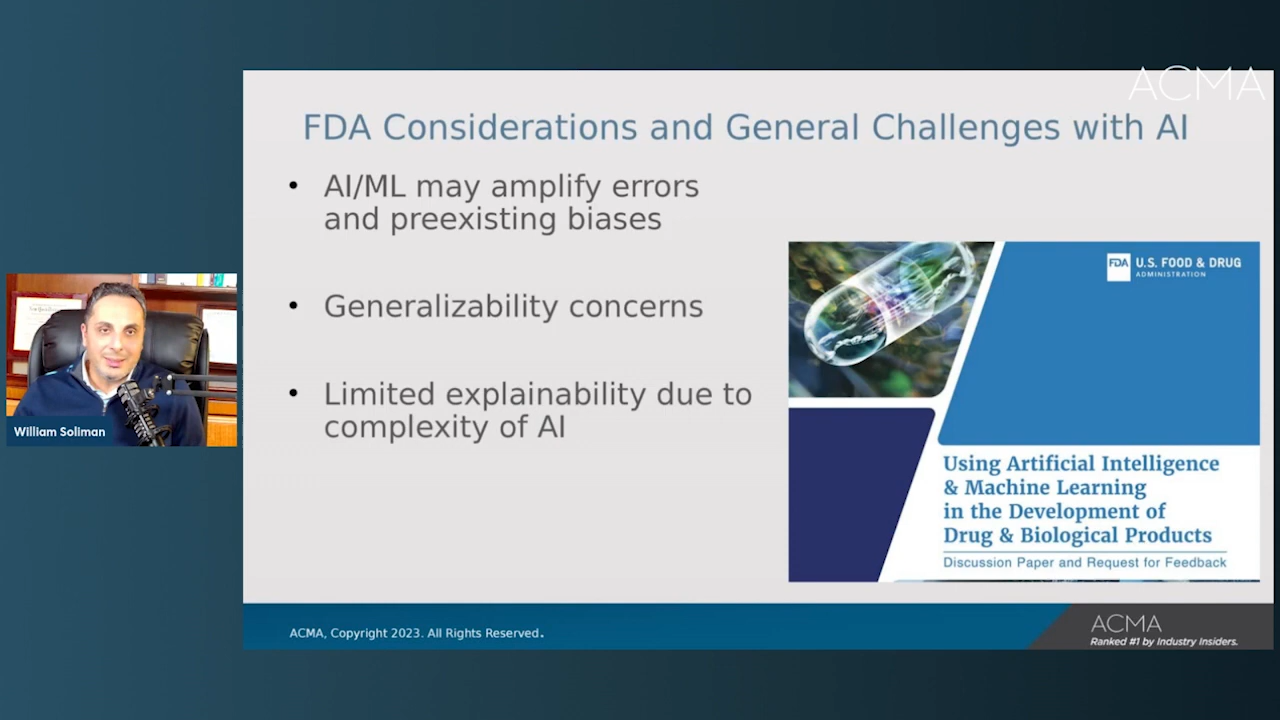 ACMA
FDA Considerations and General Challenges with AI
• AI/ML may amplify errors
and preexisting biases
• Generalizability concerns
• Limited explainability due to
complexity of AI
FDA U.S. FOOD & DRUG
ADMINISTRATION
Using Artificial Intelligence
& Machine Learning
in the Development of
Drug & Biological Products
Discussion Paper and Request for Feedback
William Soliman
ACMA, Copyright 2023. All Rights Reserved.
ACMA
Ranked #1 by Industry Insiders.